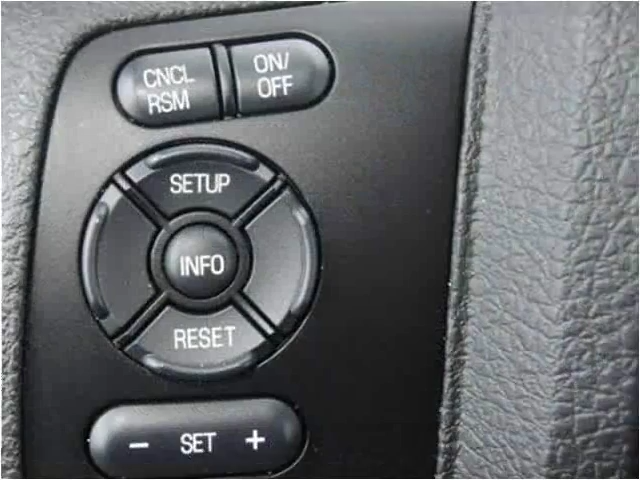 CNCL
RSM
ON/
OFF
SETUP
INFO
RESET
- SET +